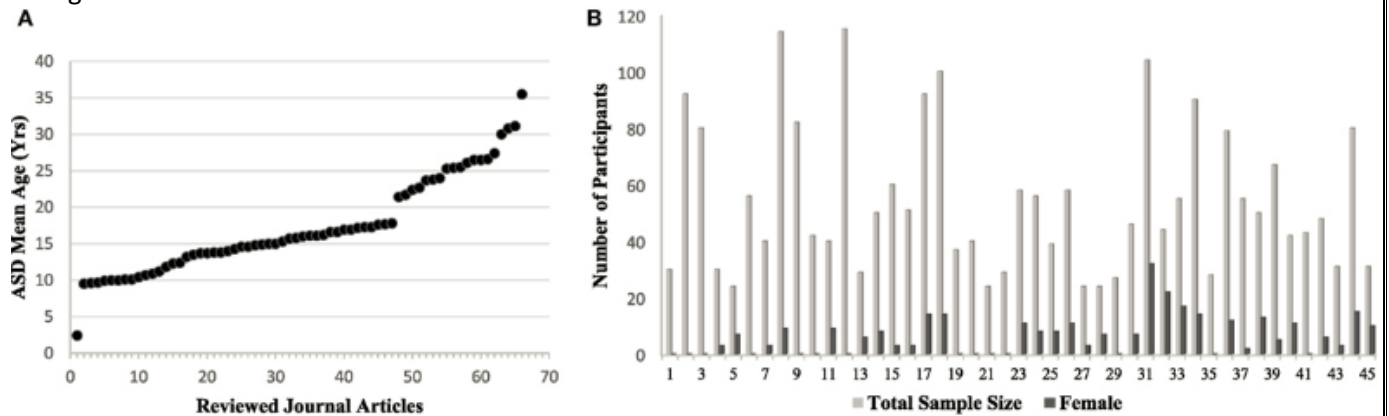 A
40
35
30
25
20
15
10
5
0
ASD Mean Age (Yrs)
0 10 20 30 40 50 60 70
Reviewed Journal Articles
B
120
100
80
60
40
20
0
Number of Participants
1 3 5 7 9 11 13 15 17 19 21 23 25 27 29 31 33 35 37 39 41 43 45
Total Sample Size Female